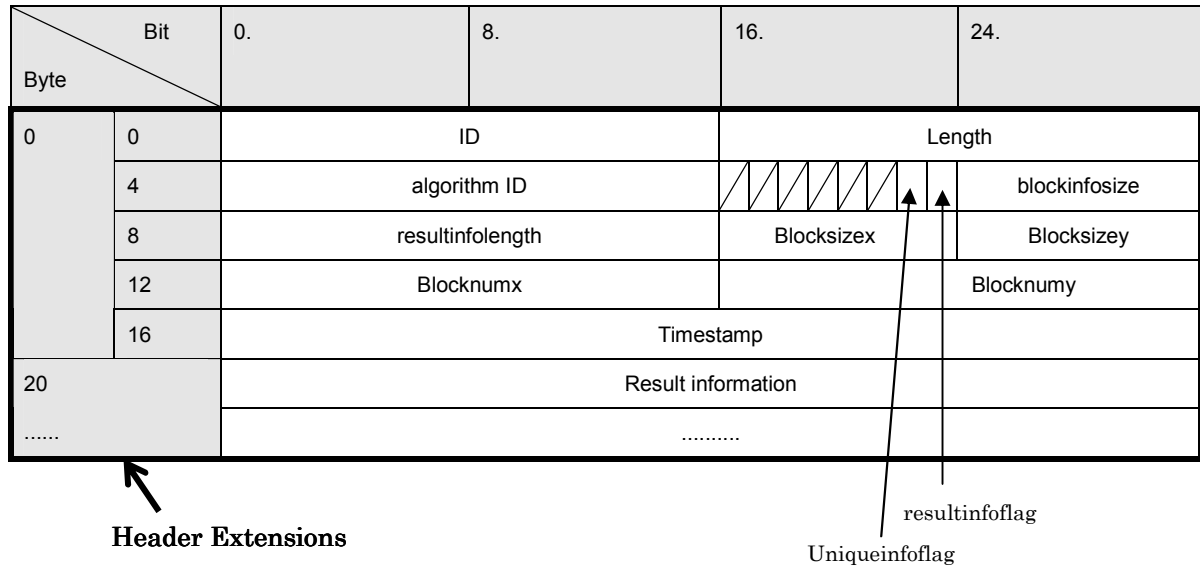 Bit 0. 8. 16. 24.
Byte
0 0 ID Length
4 algorithm ID blockinfosize
8 resultinfolength Blocksizex Blocksizey
12 Blocknumx Blocknumy
16 Timestamp
20 Result information
...... ..........
resultinfoflag
Header Extensions
Uniqueinfoflag